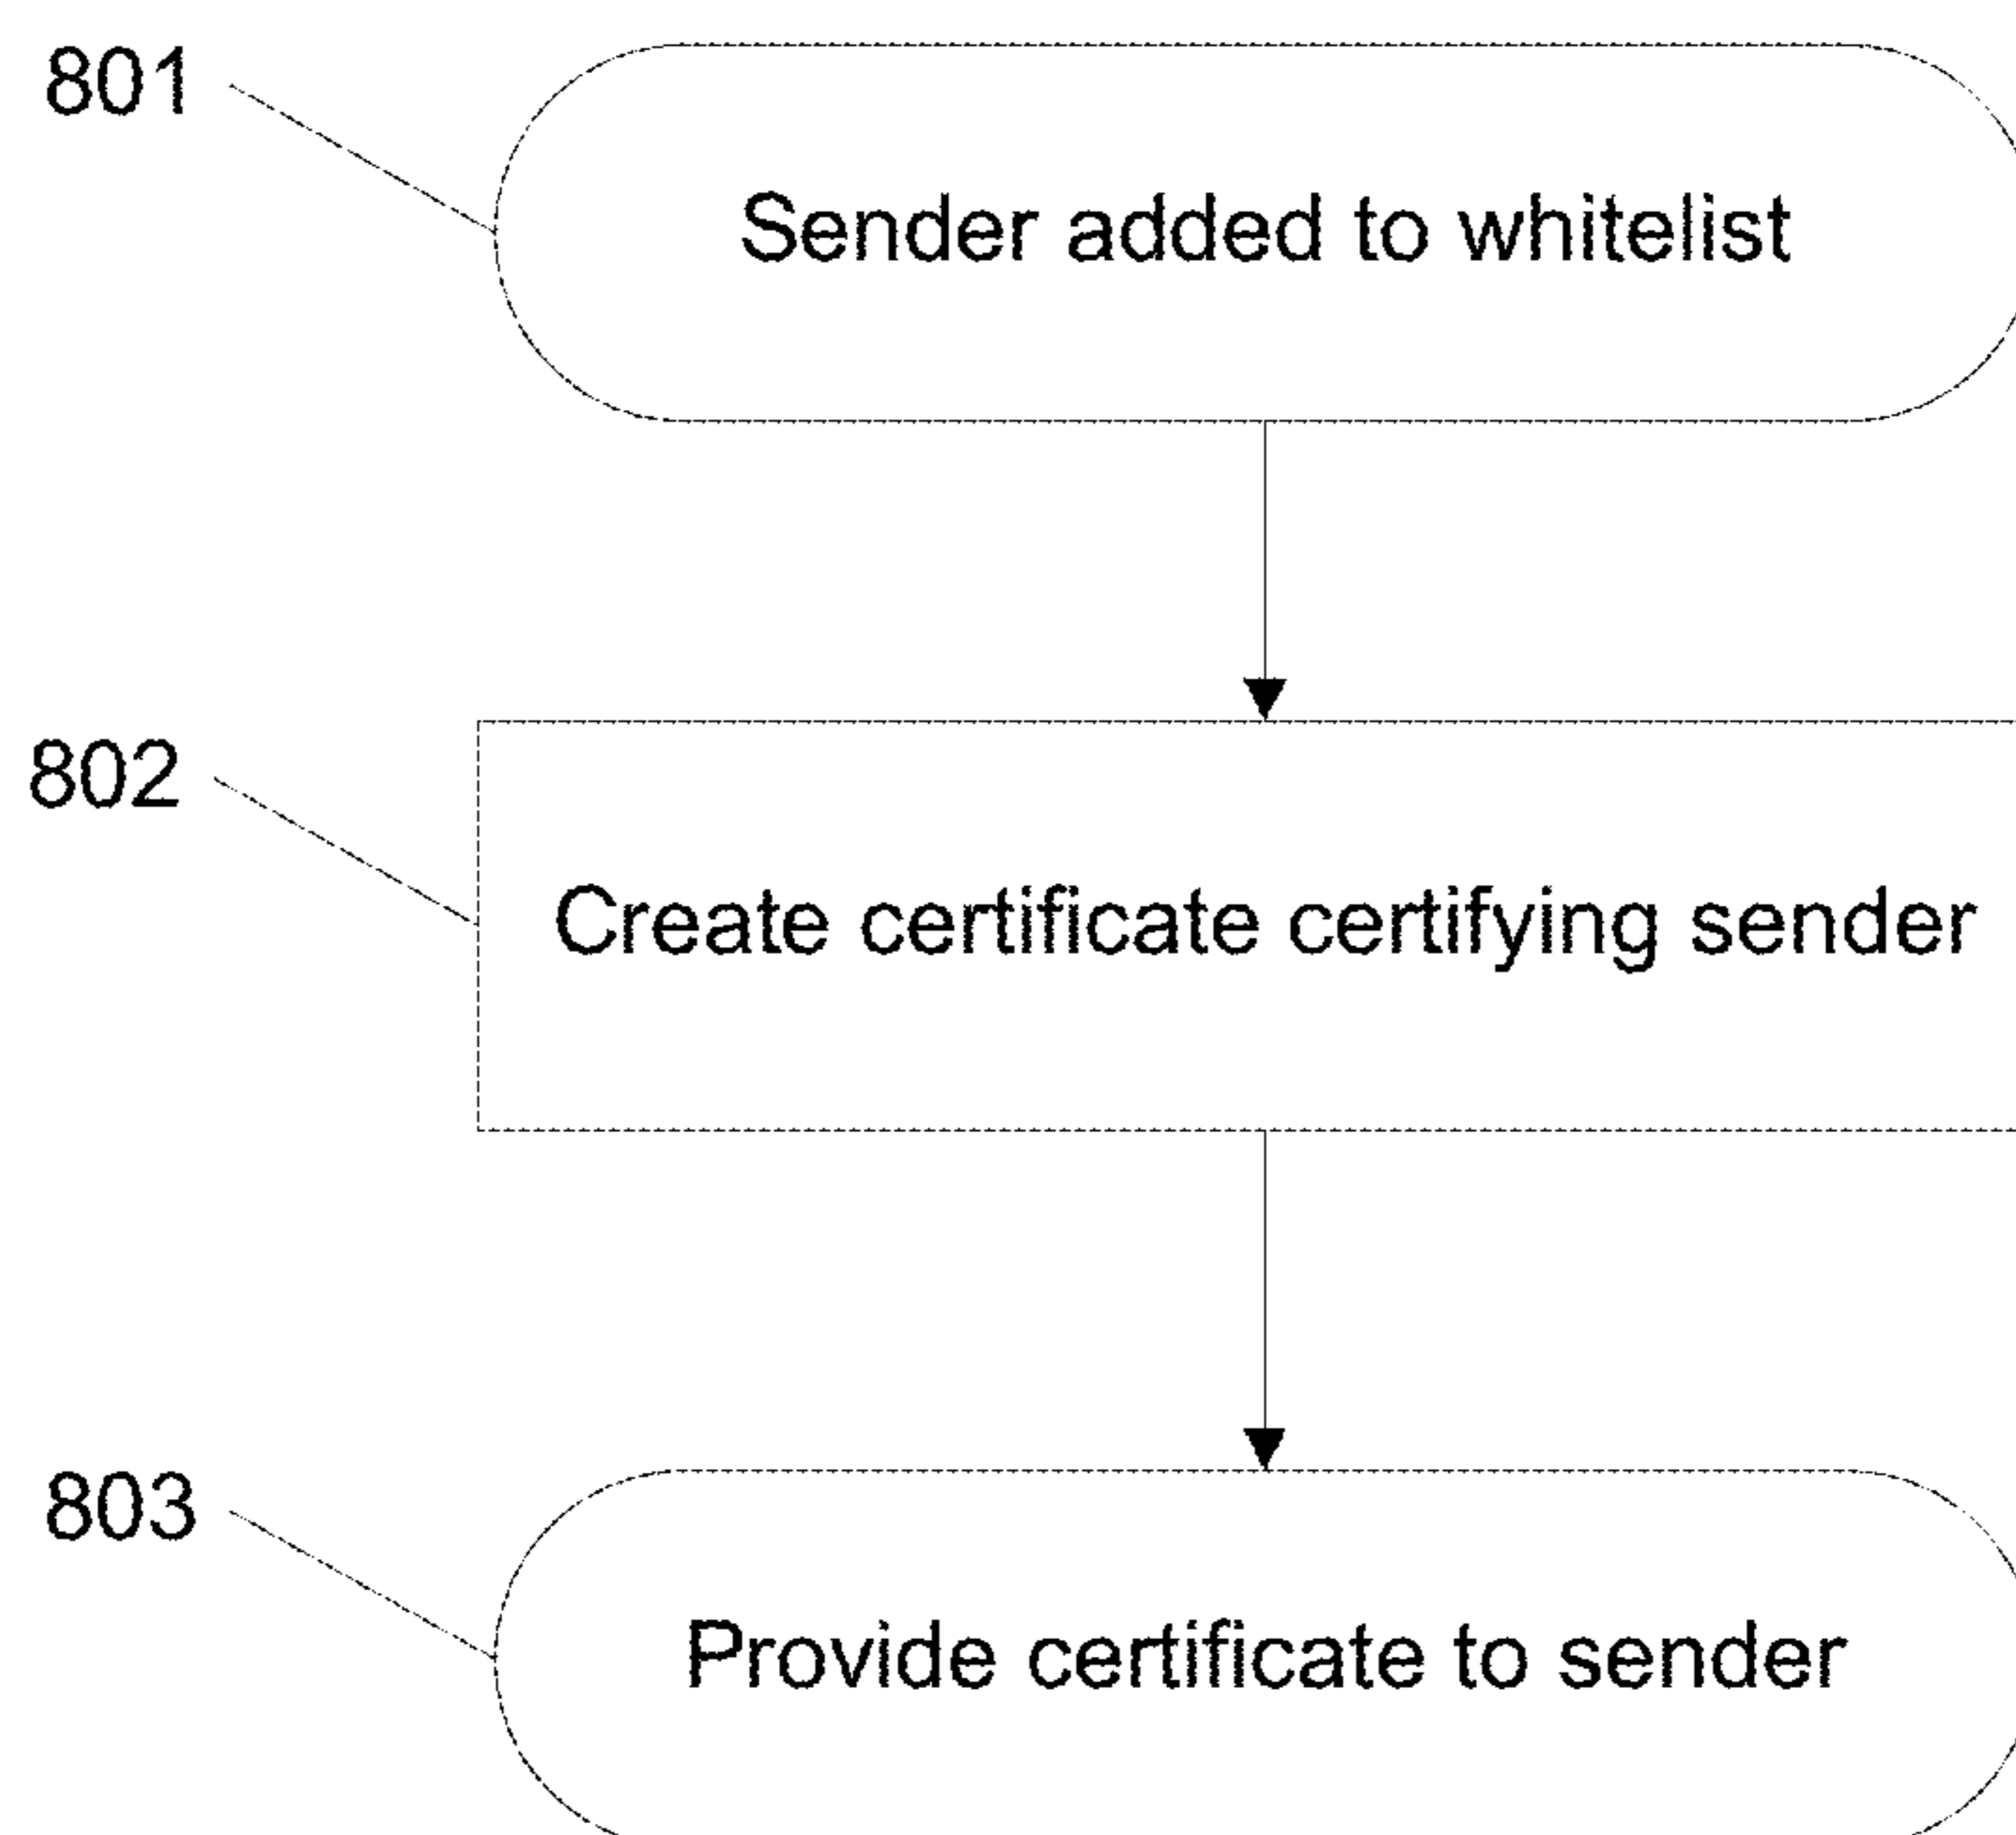 801
Sender added to whitelist
802
Create certificate certifying sender
803
Provide certificate to sender